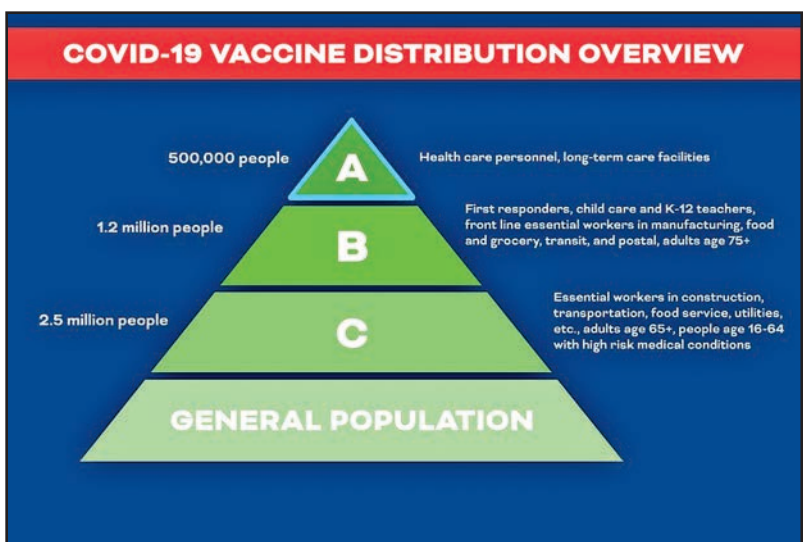 COVID-19 VACCINE DISTRIBUTION OVERVIEW
500,000 people
A
Health care personnel, long-term care facilities
1.2 million people
B
First responders, child care and K-12 teachers,
front line essential workers in manufacturing, food
and grocery, transit, and postal, adults age 75+
2.5 million people
C
Essential workers in construction,
transportation, food service, utilities,
etc., adults age 65+, people age 16-64
with high risk medical conditions
GENERAL POPULATION